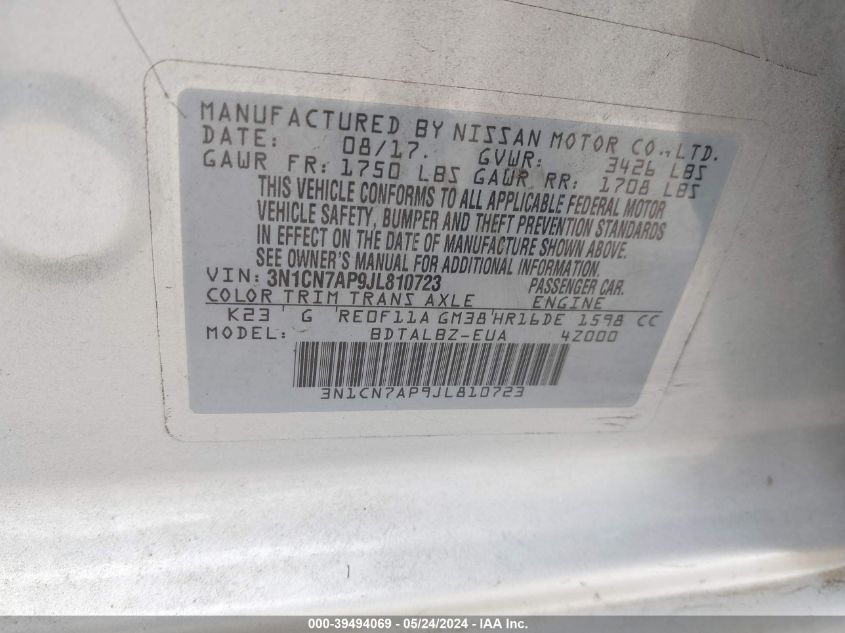 MANUFACTURED BY NISSAN MOTOR CO.,LTD.
DATE: 08/17. GVWR: 3426 LBS
GAWR FR: 1750 LBS GAWR RR: 1708 LBS
THIS VEHICLE CONFORMS TO ALL APPLICABLE FEDERAL MOTOR
VEHICLE SAFETY, BUMPER AND THEFT PREVENTION STANDARDS
IN EFFECT ON THE DATE OF MANUFACTURE SHOWN ABOVE.
SEE OWNER'S MANUAL FOR ADDITIONAL INFORMATION.
VIN: 3N1CN7AP9JL810723 PASSENGER CAR.
COLOR TRIM TRANS AXLE ENGINE
K23 G RE0F11A GM38 HR16DE 1598 CC
MODEL: BDTALBZ-EUA 4Z000
3N1CN7AP9JL810723
000-39494069 - 05/24/2024 - IAA Inc.